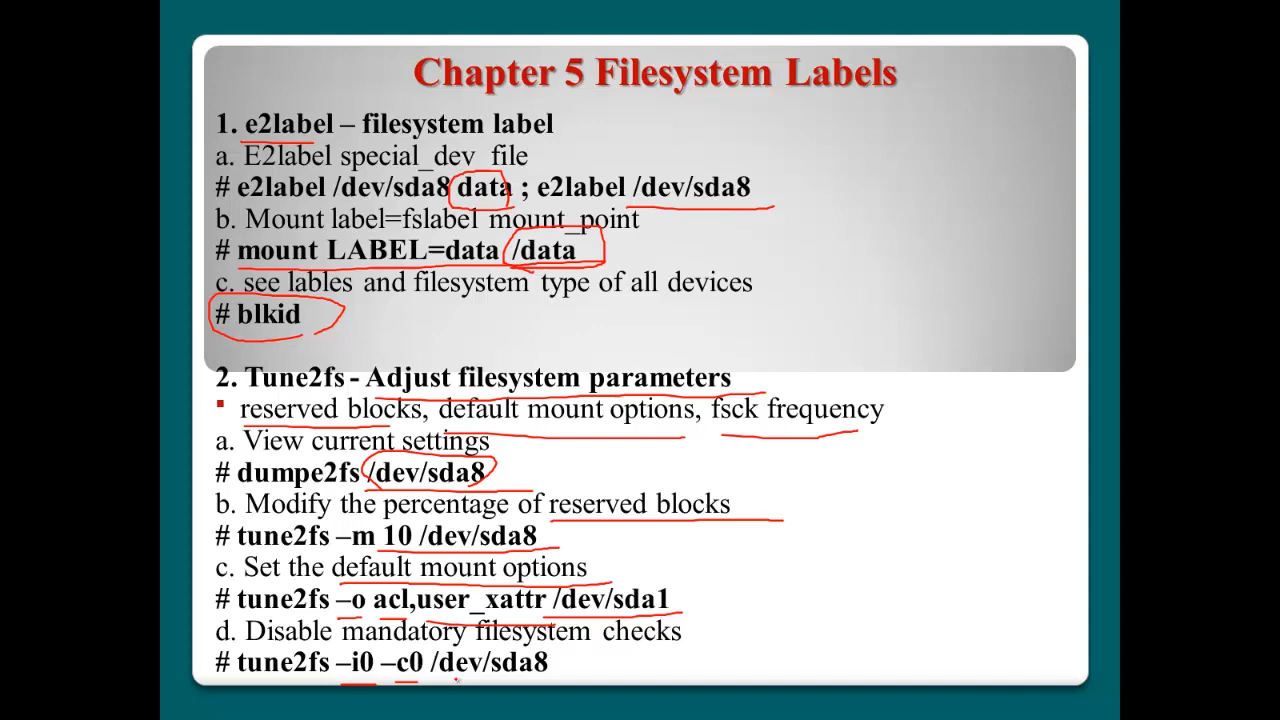 Chapter 5 Filesystem Labels
1. e2label – filesystem label
a. E2label special_dev_file
# e2label /dev/sda8 data ; e2label /dev/sda8
b. Mount label=fslabel mount_point
# mount LABEL=data /data
c. see lables and filesystem type of all devices
# blkid
2. Tune2fs - Adjust filesystem parameters
▪ reserved blocks, default mount options, fsck frequency
a. View current settings
# dumpe2fs /dev/sda8
b. Modify the percentage of reserved blocks
# tune2fs –m 10 /dev/sda8
c. Set the default mount options
# tune2fs –o acl,user_xattr /dev/sda1
d. Disable mandatory filesystem checks
# tune2fs –i0 –c0 /dev/sda8